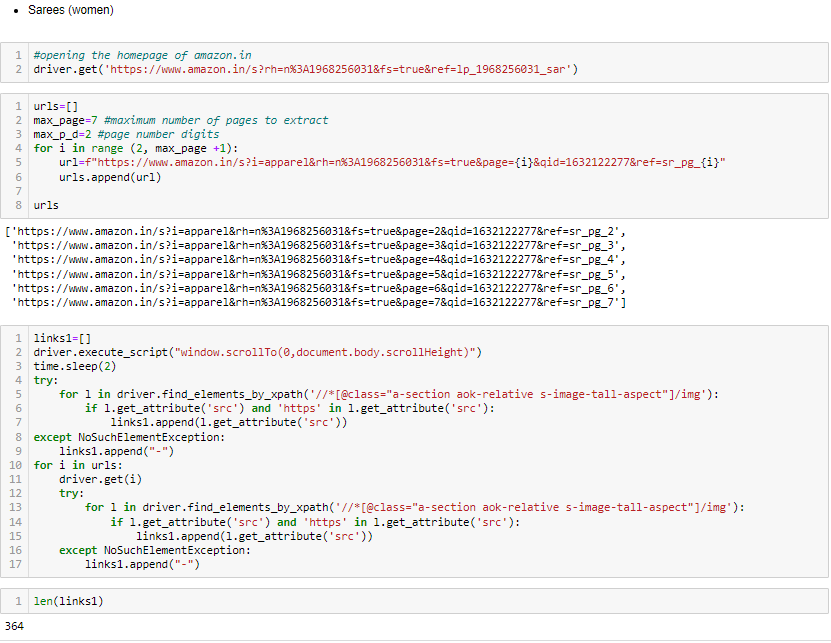 • Sarees (women)
1 #opening the homepage of amazon.in
2 driver.get('https://www.amazon.in/s?rh=n%3A1968256031&fs=true&ref=lp_1968256031_sar')
1 urls=[]
2 max_page=7 #maximum number of pages to extract
3 max_p_d=2 #page number digits
4 for i in range (2, max_page +1):
5     url=f"https://www.amazon.in/s?i=apparel&rh=n%3A1968256031&fs=true&page={i}&qid=1632122277&ref=sr_pg_{i}"
6     urls.append(url)
7
8 urls
['https://www.amazon.in/s?i=apparel&rh=n%3A1968256031&fs=true&page=2&qid=1632122277&ref=sr_pg_2',
 'https://www.amazon.in/s?i=apparel&rh=n%3A1968256031&fs=true&page=3&qid=1632122277&ref=sr_pg_3',
 'https://www.amazon.in/s?i=apparel&rh=n%3A1968256031&fs=true&page=4&qid=1632122277&ref=sr_pg_4',
 'https://www.amazon.in/s?i=apparel&rh=n%3A1968256031&fs=true&page=5&qid=1632122277&ref=sr_pg_5',
 'https://www.amazon.in/s?i=apparel&rh=n%3A1968256031&fs=true&page=6&qid=1632122277&ref=sr_pg_6',
 'https://www.amazon.in/s?i=apparel&rh=n%3A1968256031&fs=true&page=7&qid=1632122277&ref=sr_pg_7']
1 links1=[]
2 driver.execute_script("window.scrollTo(0,document.body.scrollHeight)")
3 time.sleep(2)
4 try:
5     for l in driver.find_elements_by_xpath('//*[@class="a-section aok-relative s-image-tall-aspect"]/img'):
6         if l.get_attribute('src') and 'https' in l.get_attribute('src'):
7             links1.append(l.get_attribute('src'))
8 except NoSuchElementException:
9     links1.append("-")
10 for i in urls:
11     driver.get(i)
12     try:
13         for l in driver.find_elements_by_xpath('//*[@class="a-section aok-relative s-image-tall-aspect"]/img'):
14             if l.get_attribute('src') and 'https' in l.get_attribute('src'):
15                 links1.append(l.get_attribute('src'))
16     except NoSuchElementException:
17         links1.append("-")
1 len(links1)
364